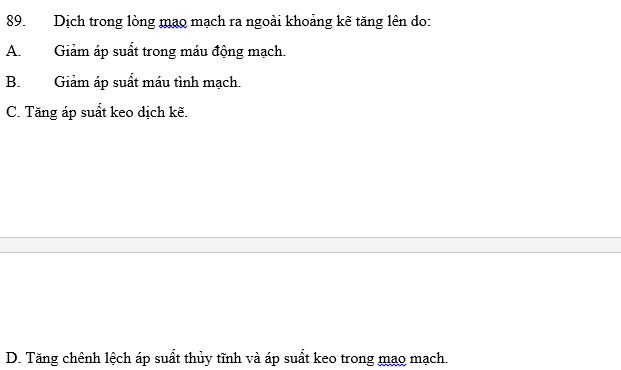 89. Dịch trong lòng mao mạch ra ngoài khoảng kẽ tăng lên do:
A. Giảm áp suất trong máu động mạch.
B. Giảm áp suất máu tình mạch.
C. Tăng áp suất keo dịch kẽ.
D. Tăng chênh lệch áp suất thủy tĩnh và áp suất keo trong mao mạch.